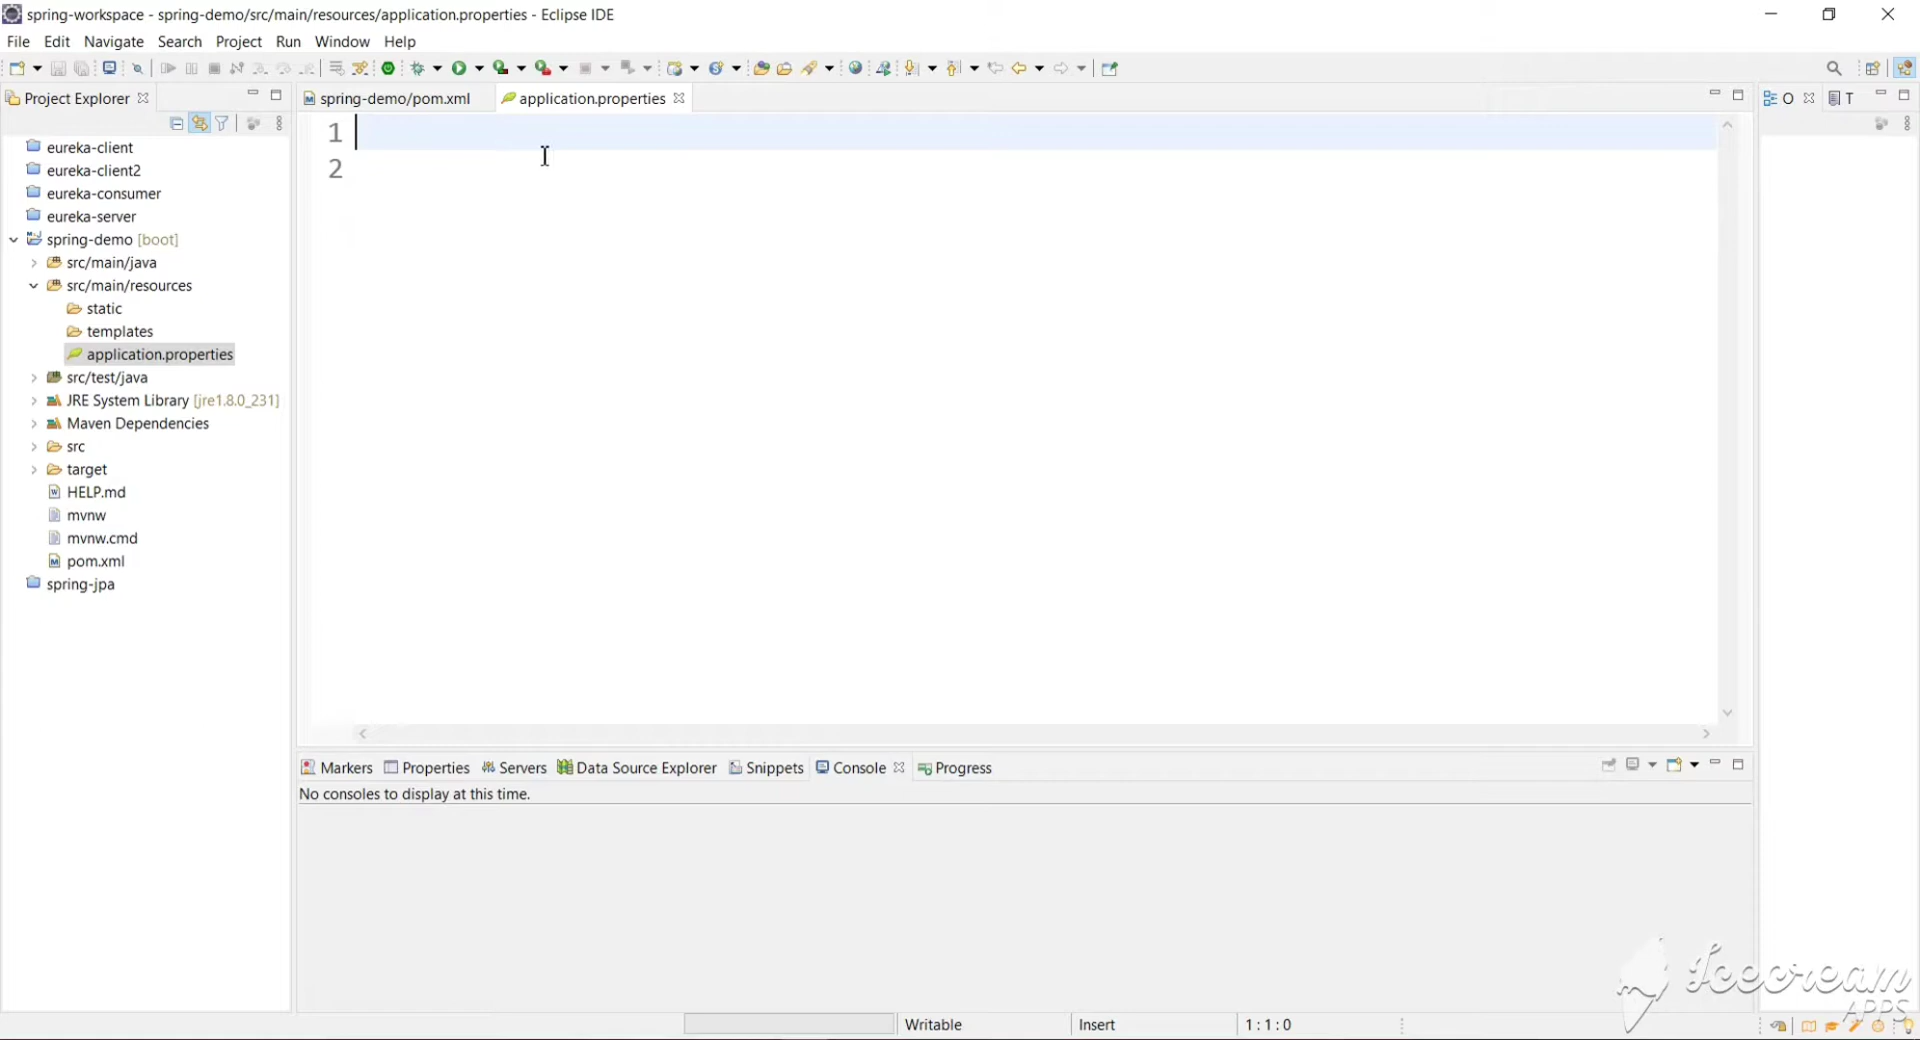 spring-workspace - spring-demo/src/main/resources/application.properties - Eclipse IDE
File Edit Navigate Search Project Run Window Help
Project Explorer
spring-demo/pom.xml
application.properties
O
T
eureka-client
eureka-client2
eureka-consumer
eureka-server
spring-demo [boot]
src/main/java
src/main/resources
static
templates
application.properties
src/test/java
JRE System Library [jre1.8.0_231]
Maven Dependencies
src
target
HELP.md
mvnw
mvnw.cmd
pom.xml
spring-jpa
1
2
Markers Properties Servers Data Source Explorer Snippets Console Progress
No consoles to display at this time.
Writable Insert 1:1:0
Icecream
APPS